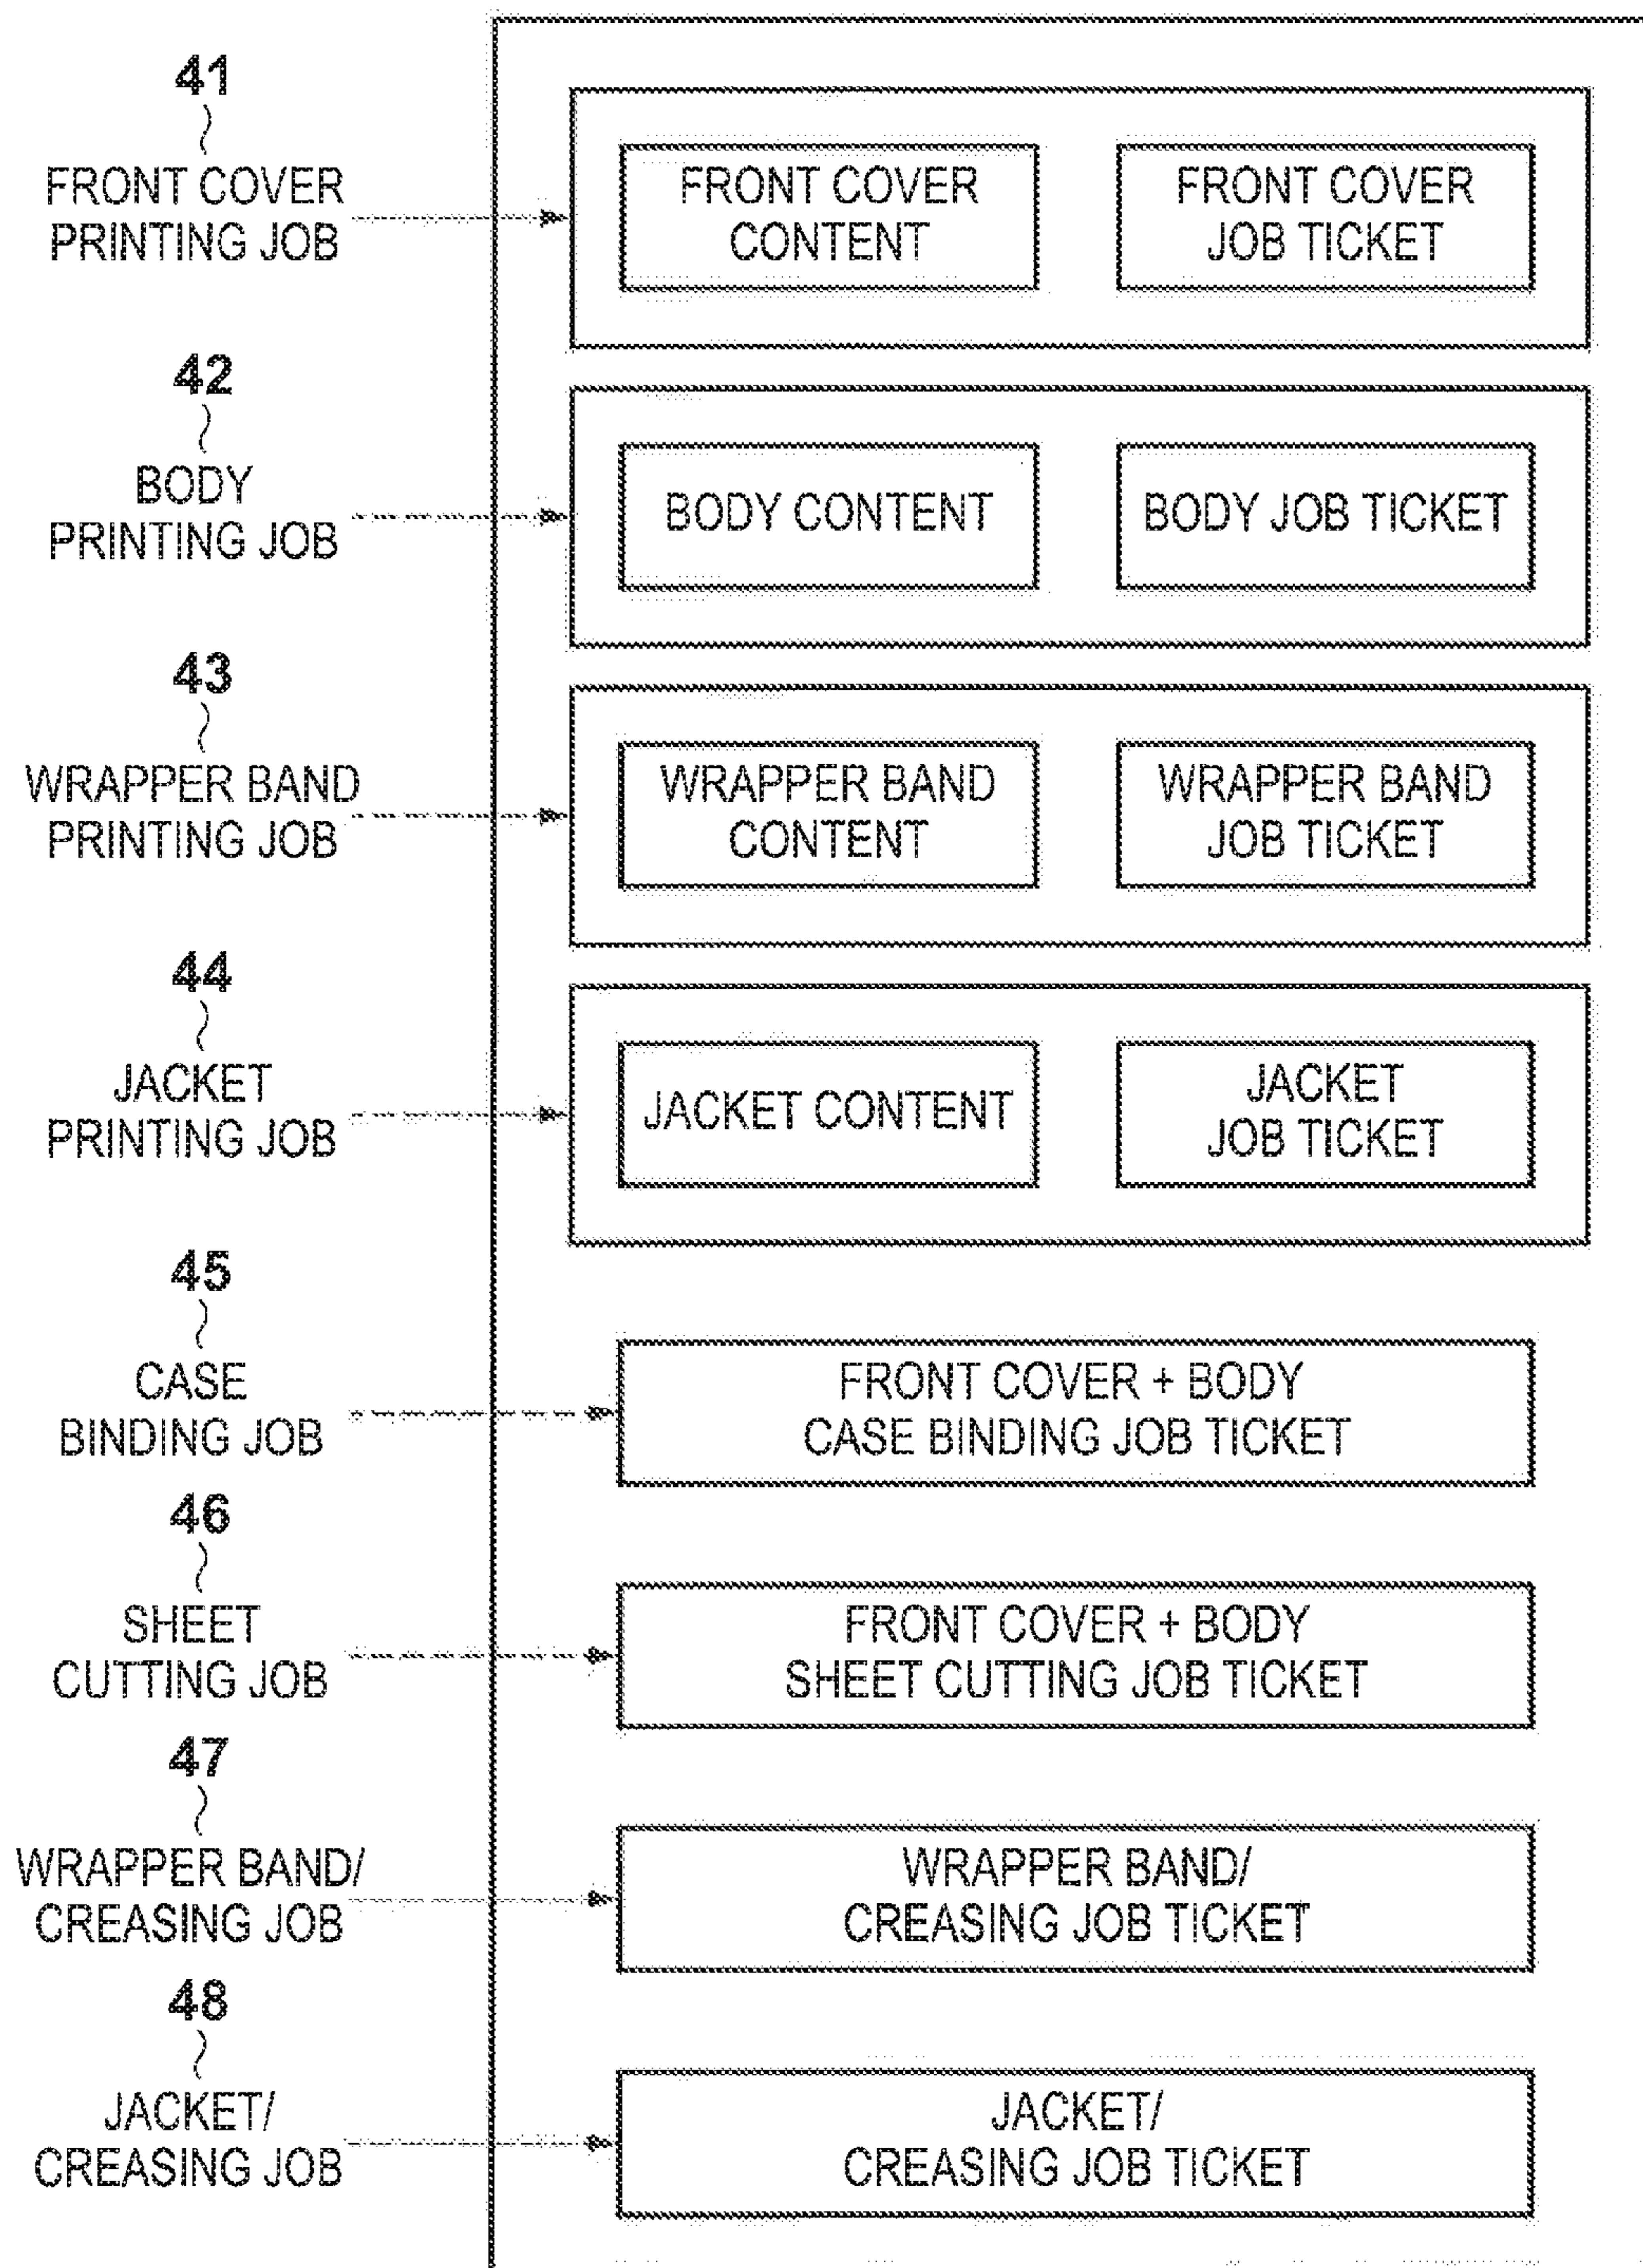 41
FRONT COVER
PRINTING JOB
FRONT COVER
CONTENT
FRONT COVER
JOB TICKET
42
BODY
PRINTING JOB
BODY CONTENT
BODY JOB TICKET
43
WRAPPER BAND
PRINTING JOB
WRAPPER BAND
CONTENT
WRAPPER BAND
JOB TICKET
44
JACKET
PRINTING JOB
JACKET CONTENT
JACKET
JOB TICKET
45
CASE
BINDING JOB
FRONT COVER + BODY
CASE BINDING JOB TICKET
46
SHEET
CUTTING JOB
FRONT COVER + BODY
SHEET CUTTING JOB TICKET
47
WRAPPER BAND/
CREASING JOB
WRAPPER BAND/
CREASING JOB TICKET
48
JACKET/
CREASING JOB
JACKET/
CREASING JOB TICKET